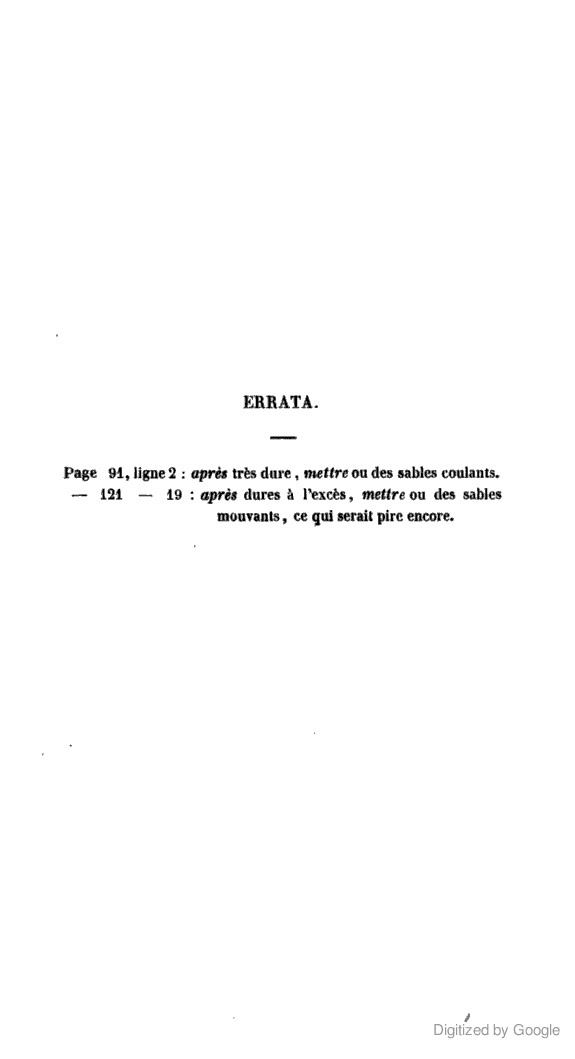 ERRATA.
Page 91, ligne 2 : après très dure, mettre ou des sables coulants.
— 121 — 19 : après dures à l'excès, mettre ou des sables
mouvants, ce qui serait pire encore.
Digitized by Google